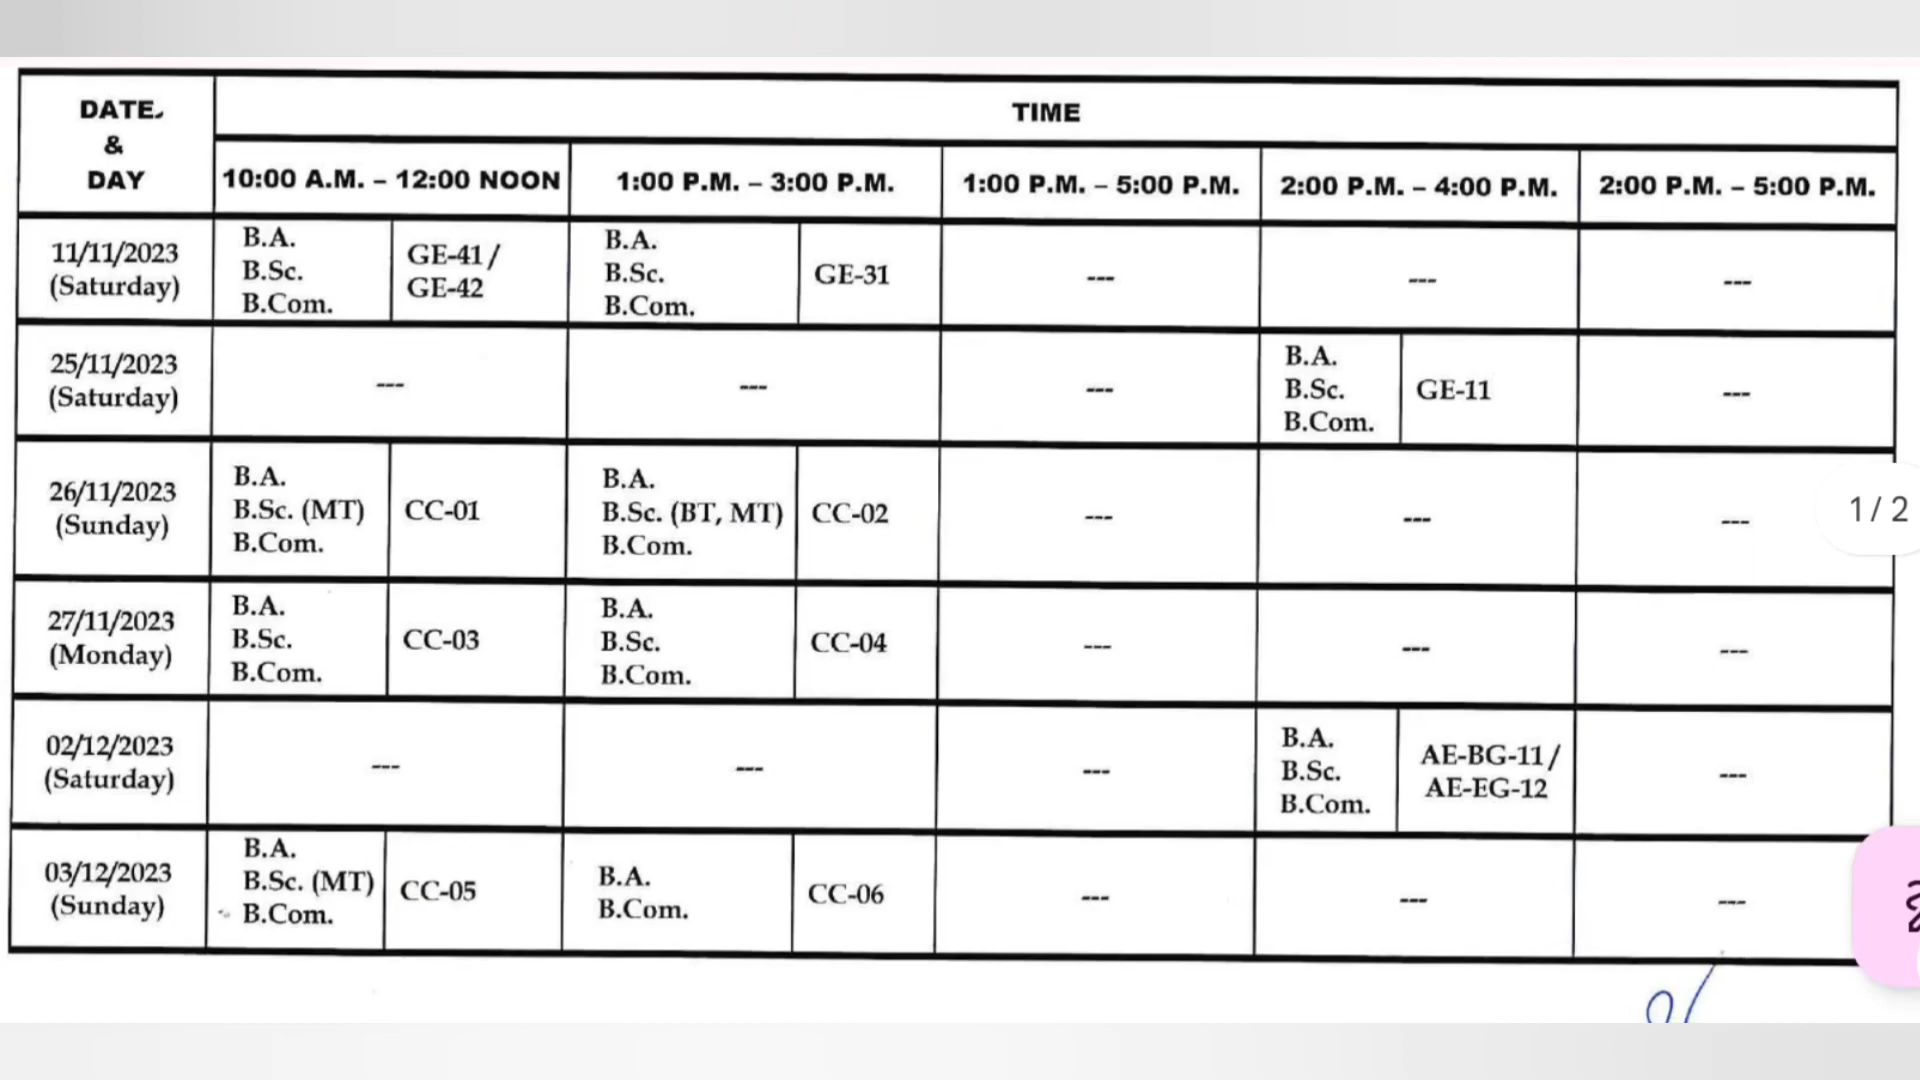 DATE
&
DAY
TIME
10:00 A.M. – 12:00 NOON
1:00 P.M. – 3:00 P.M.
1:00 P.M. – 5:00 P.M.
2:00 P.M. – 4:00 P.M.
2:00 P.M. – 5:00 P.M.
11/11/2023
(Saturday)
B.A.
B.Sc.
B.Com.
GE-41/
GE-42
B.A.
B.Sc.
B.Com.
GE-31
---
---
---
25/11/2023
(Saturday)
---
---
---
B.A.
B.Sc.
B.Com.
GE-11
---
26/11/2023
(Sunday)
B.A.
B.Sc. (MT)
B.Com.
CC-01
B.A.
B.Sc. (BT, MT)
B.Com.
CC-02
---
---
---
1/2
27/11/2023
(Monday)
B.A.
B.Sc.
B.Com.
CC-03
B.A.
B.Sc.
B.Com.
CC-04
---
---
---
02/12/2023
(Saturday)
---
---
---
B.A.
B.Sc.
B.Com.
AE-BG-11/
AE-EG-12
---
03/12/2023
(Sunday)
B.A.
B.Sc. (MT)
B.Com.
CC-05
B.A.
B.Com.
CC-06
---
---
---